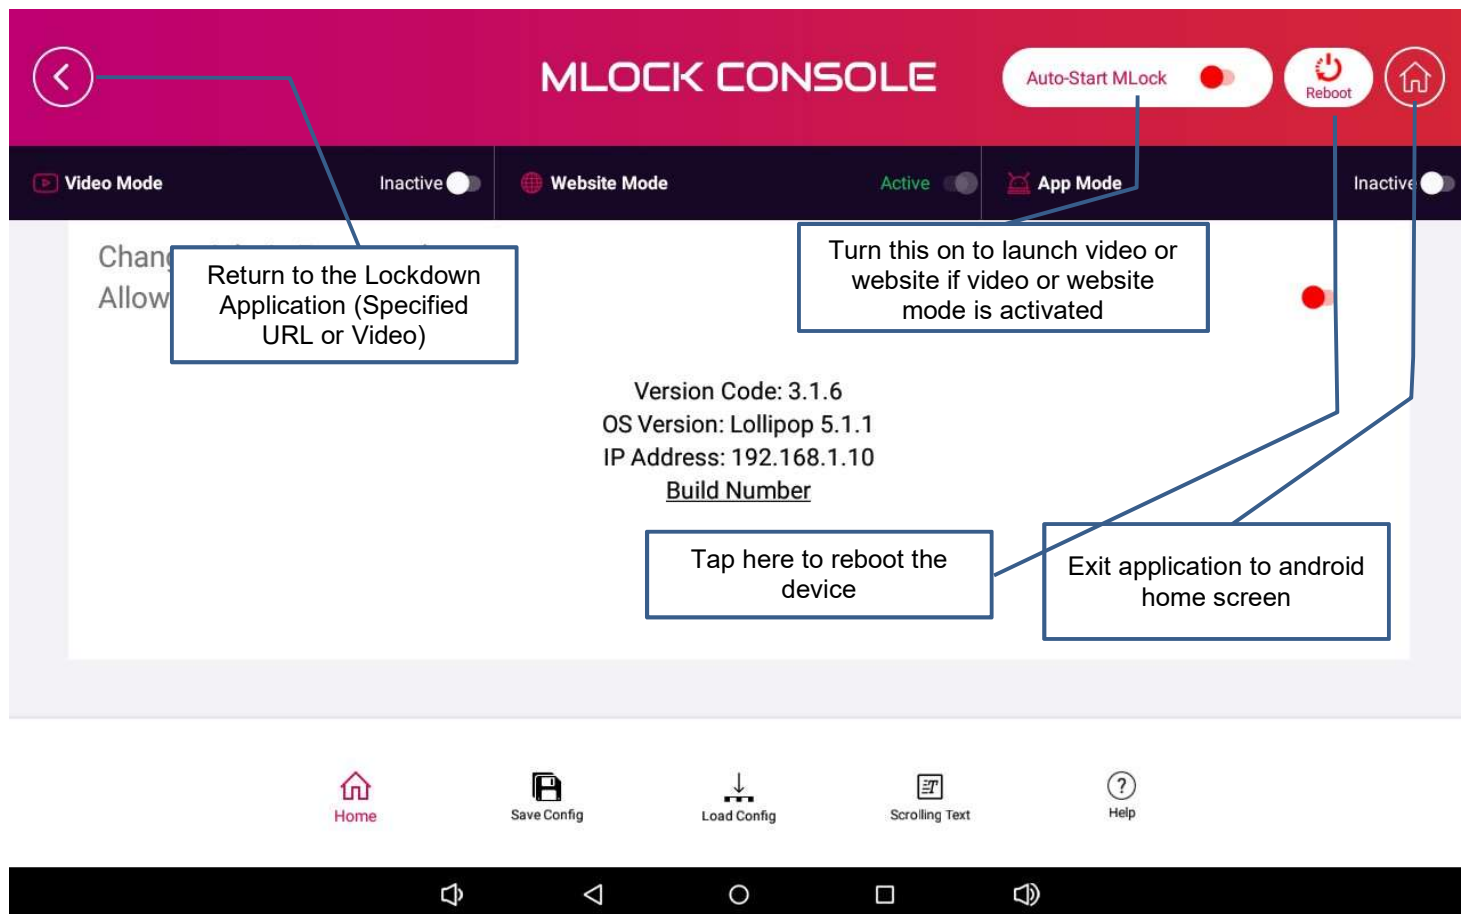 MLOCK CONSOLE
Auto-Start MLock
Reboot
Video Mode
Inactive
Website Mode
Active
App Mode
Inactive
Allow
Return to the Lockdown
Application (Specified
URL or Video)
Turn this on to launch video or
website if video or website
mode is activated
Version Code: 3.1.6
OS Version: Lollipop 5.1.1
IP Address: 192.168.1.10
Build Number
Tap here to reboot the
device
Exit application to android
home screen
Home
Save Config
Load Config
Scrolling Text
Help